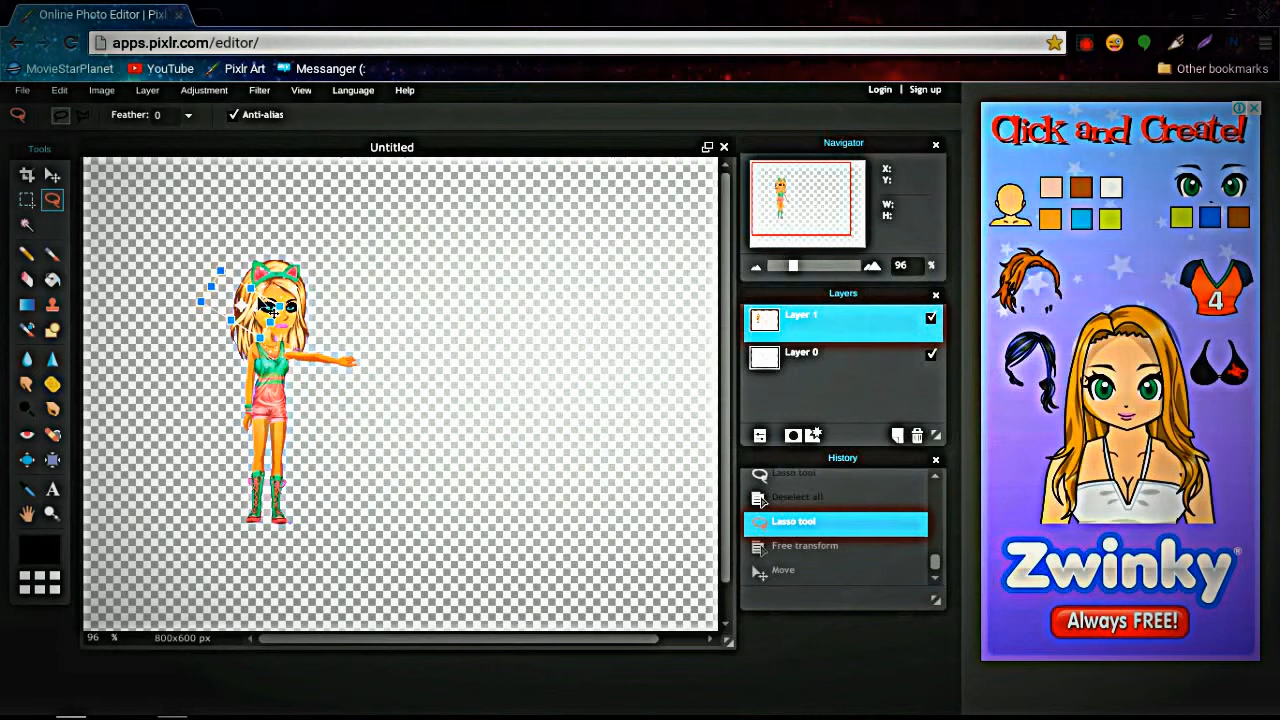 Online Photo Editor | Pixl
apps.pixlr.com/editor/
MovieStarPlanet YouTube Pixlr Art Messanger (: Other bookmarks
File Edit Image Layer Adjustment Filter View Language Help Login | Sign up
Feather: 0 Anti-alias
Tools
Untitled
Navigator
X:
Y:
W:
H:
96 %
Layers
Layer 1
Layer 0
History
Lasso tool
Deselect all
Lasso tool
Free transform
Move
96 % 800x600 px
Click and Create!
4
Zwinky®
Always FREE!